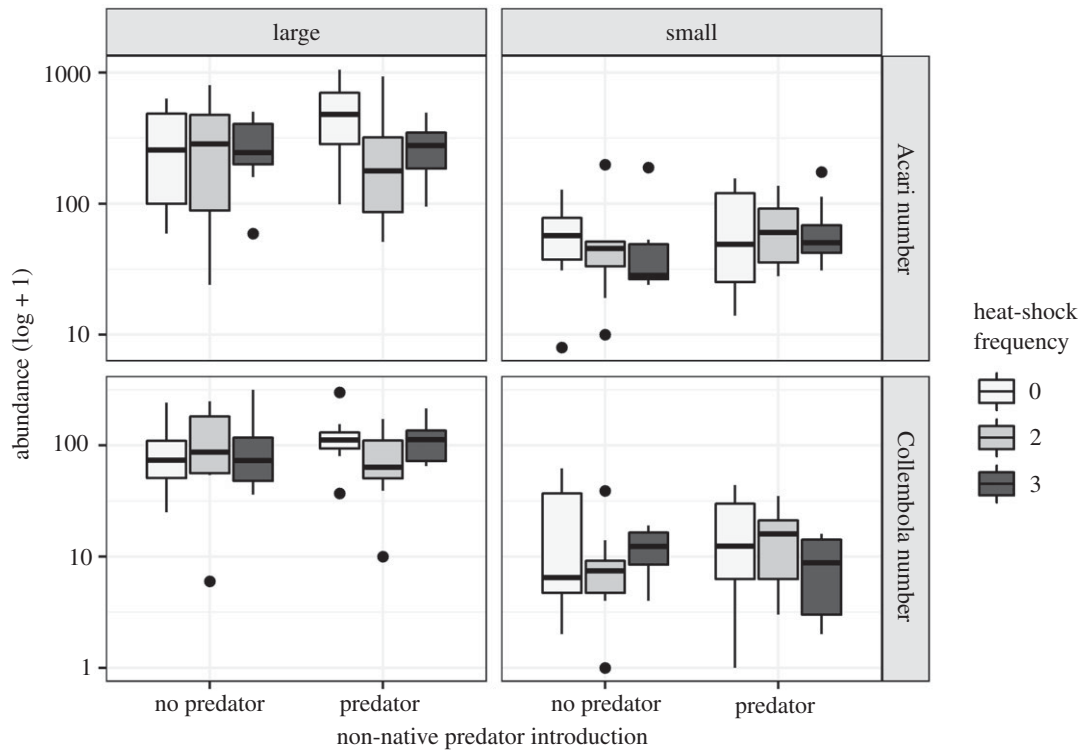 large
small
1000
100
10
Acari number
100
10
1
Collembola number
abundance (log + 1)
no predator
predator
no predator
predator
non-native predator introduction
heat-shock
frequency
0
2
3